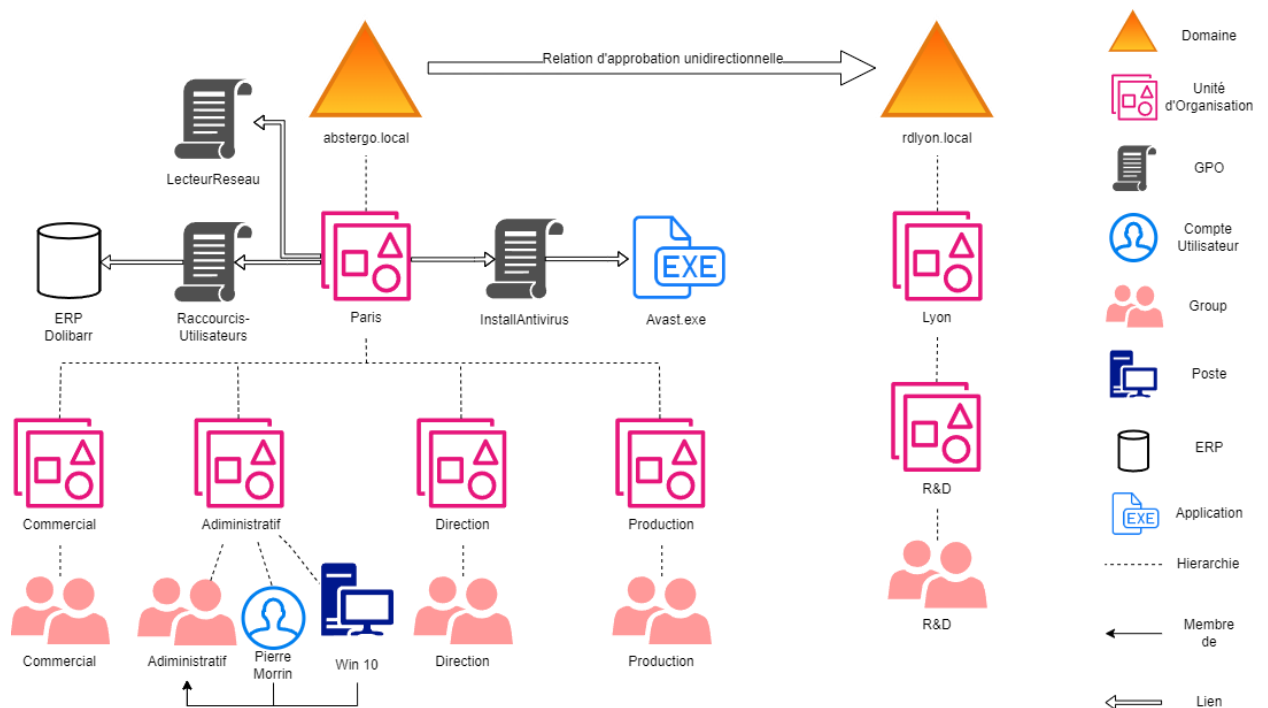 Relation d'approbation unidirectionnelle
abstergo.local
rdlyon.local
LecteurReseau
ERP
Dolibarr
Raccourcis-
Utilisateurs
Paris
InstallAntivirus
EXE
Avast.exe
Lyon
Commercial
Adiministratif
Direction
Production
R&D
Commercial
Adiministratif
Pierre
Morrin
Win 10
Direction
Production
R&D
Domaine
Unité
d'Organisation
GPO
Compte
Utilisateur
Group
Poste
ERP
EXE
Application
Hierarchie
Membre
de
Lien